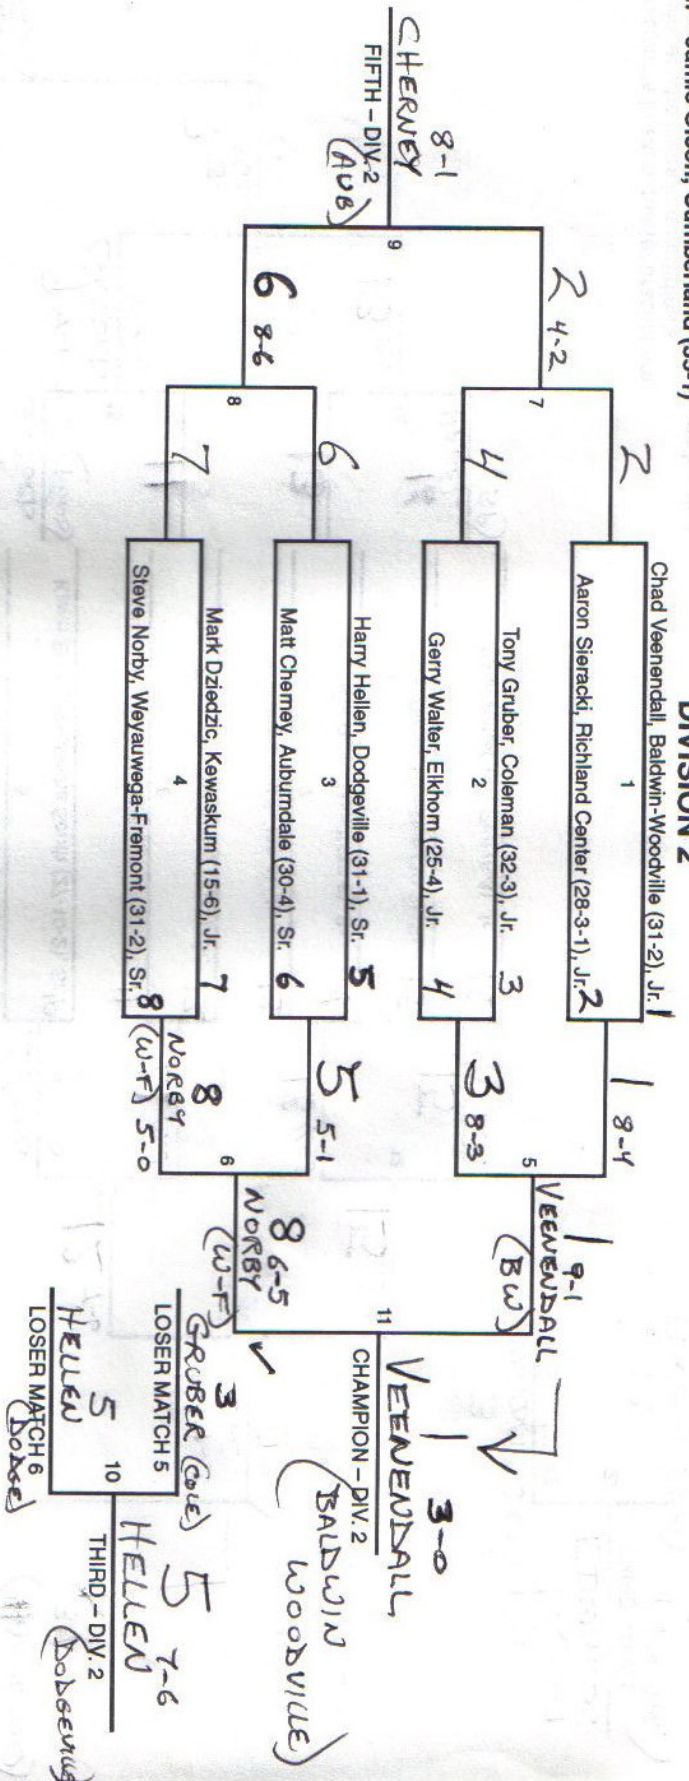 DIVISION 2
Cumberland
CHERNEY 8-1
FIFTH – DIV. 2
(AUB)
9
2 4-2
6 8-6
7
8
2
4
6
7
Chad Veenendall, Baldwin-Woodville (31-2), Jr. 1
1
Aaron Sieracki, Richland Center (28-3-1), Jr. 2
Tony Gruber, Coleman (32-3), Jr. 3
2
Gerry Walter, Elkhorn (25-4), Jr. 4
Harry Hellen, Dodgeville (31-1), Sr. 5
3
Matt Cherney, Auburndale (30-4), Sr. 6
Mark Dziedzic, Kewaskum (15-6), Jr. 7
4
Steve Norby, Weyauwega-Fremont (31-2), Sr. 8
1 8-4
3 8-3
5 5-1
8
NORBY
(W-F) 5-0
5
6
1 9-1
VEENENDALL
(BW)
8 6-5
NORBY
(W-F)
11
1 3-0
VEENENDALL,
CHAMPION – DIV. 2
(BALDWIN
WOODVILLE)
3
GRUBER (COLE)
LOSER MATCH 5
5
HELLEN
LOSER MATCH 6
(DODGE)
10
5 7-6
HELLEN
THIRD – DIV. 2
(DODGEVILLE)